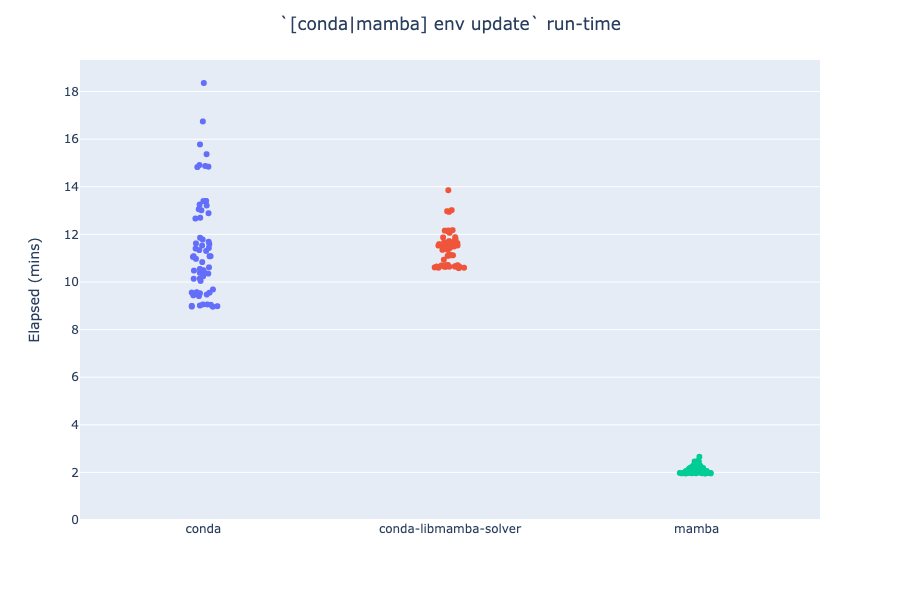 `[conda|mamba] env update` run-time
Elapsed (mins)
18
16
14
12
10
8
6
4
2
0
conda
conda-libmamba-solver
mamba